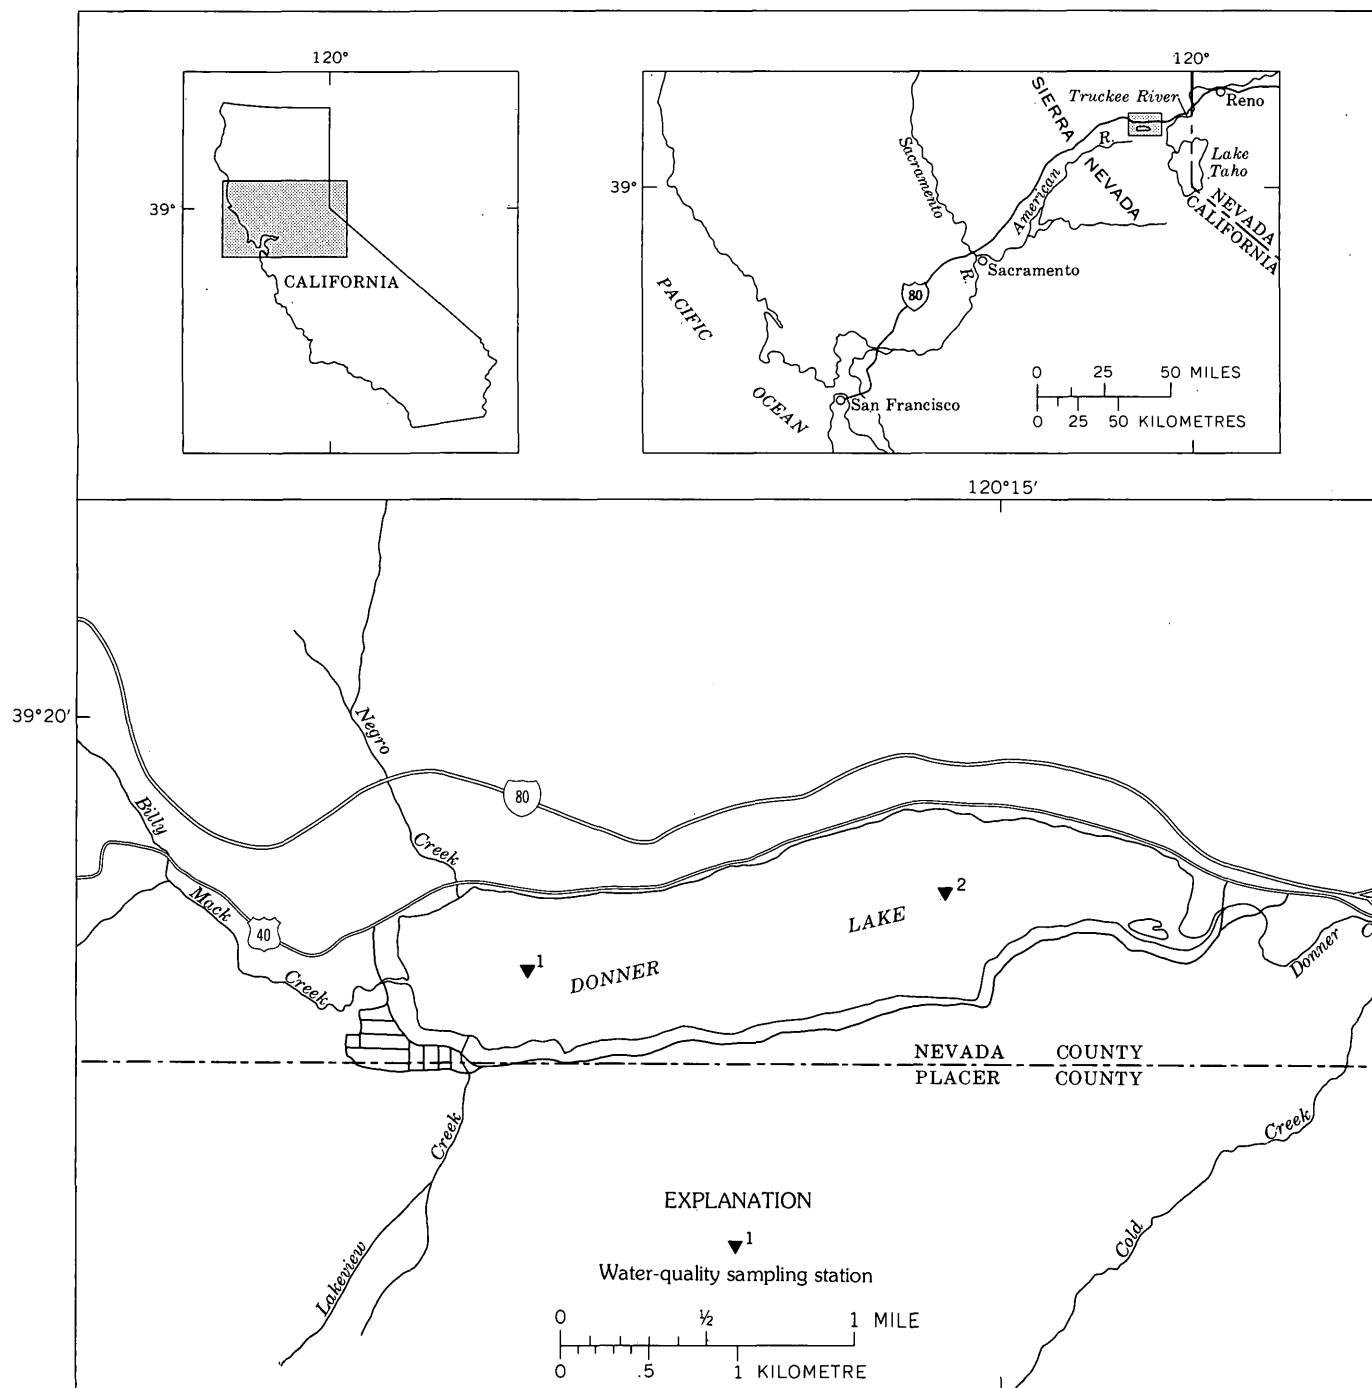 120°
39°
CALIFORNIA
120°
39°
SIERRA
NEVADA
Truckee River
Reno
Lake
Taho
NEVADA
CALIFORNIA
Sacramento
R.
American
R.
Sacramento
80
PACIFIC
OCEAN
San Francisco
0 25 50 MILES
0 25 50 KILOMETRES
120°15'
39°20'
Negro
Creek
80
Billy
Mack
Creek
40
1
2
DONNER
LAKE
Donner
C
NEVADA COUNTY
PLACER COUNTY
Lakeview
Creek
Cold
Creek
EXPLANATION
1
Water-quality sampling station
0 ½ 1 MILE
0 .5 1 KILOMETRE